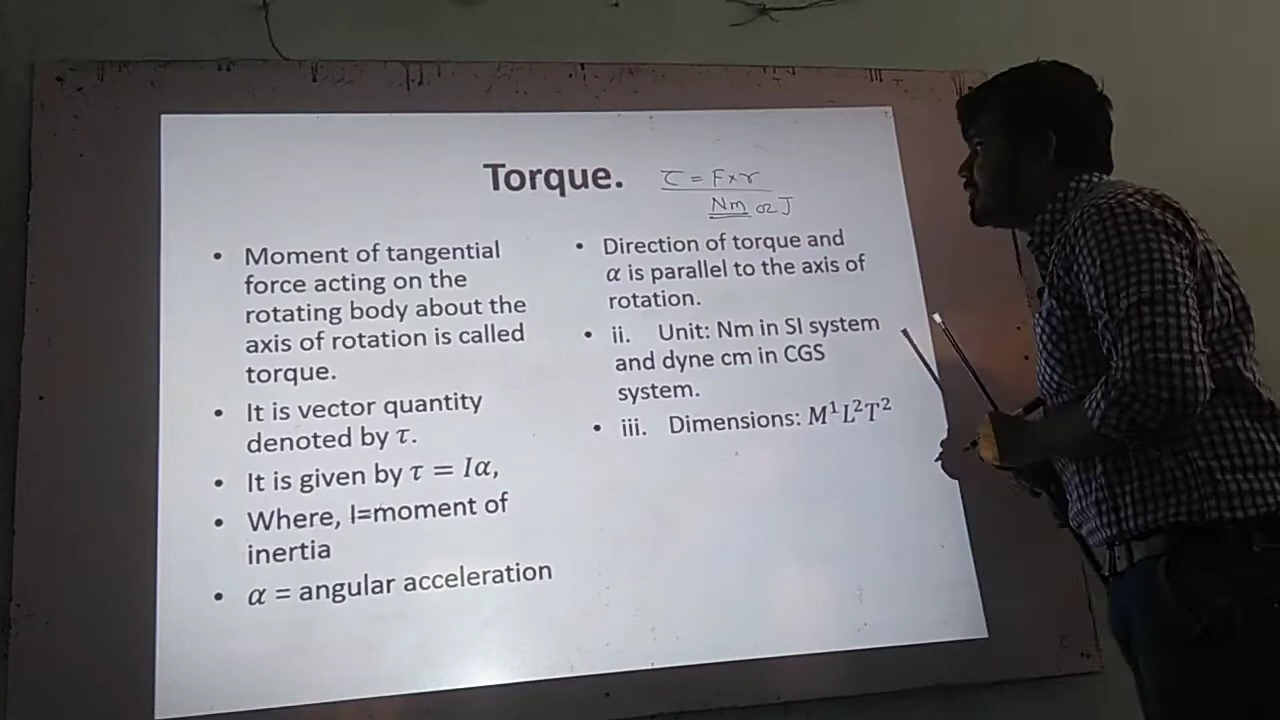 Torque.
τ = F×r
Nm or J
• Moment of tangential
force acting on the
rotating body about the
axis of rotation is called
torque.
• It is vector quantity
denoted by τ.
• It is given by τ = Iα,
• Where, I=moment of
inertia
• α = angular acceleration
• Direction of torque and
α is parallel to the axis of
rotation.
• ii. Unit: Nm in SI system
and dyne cm in CGS
system.
• iii. Dimensions: M¹L²T²